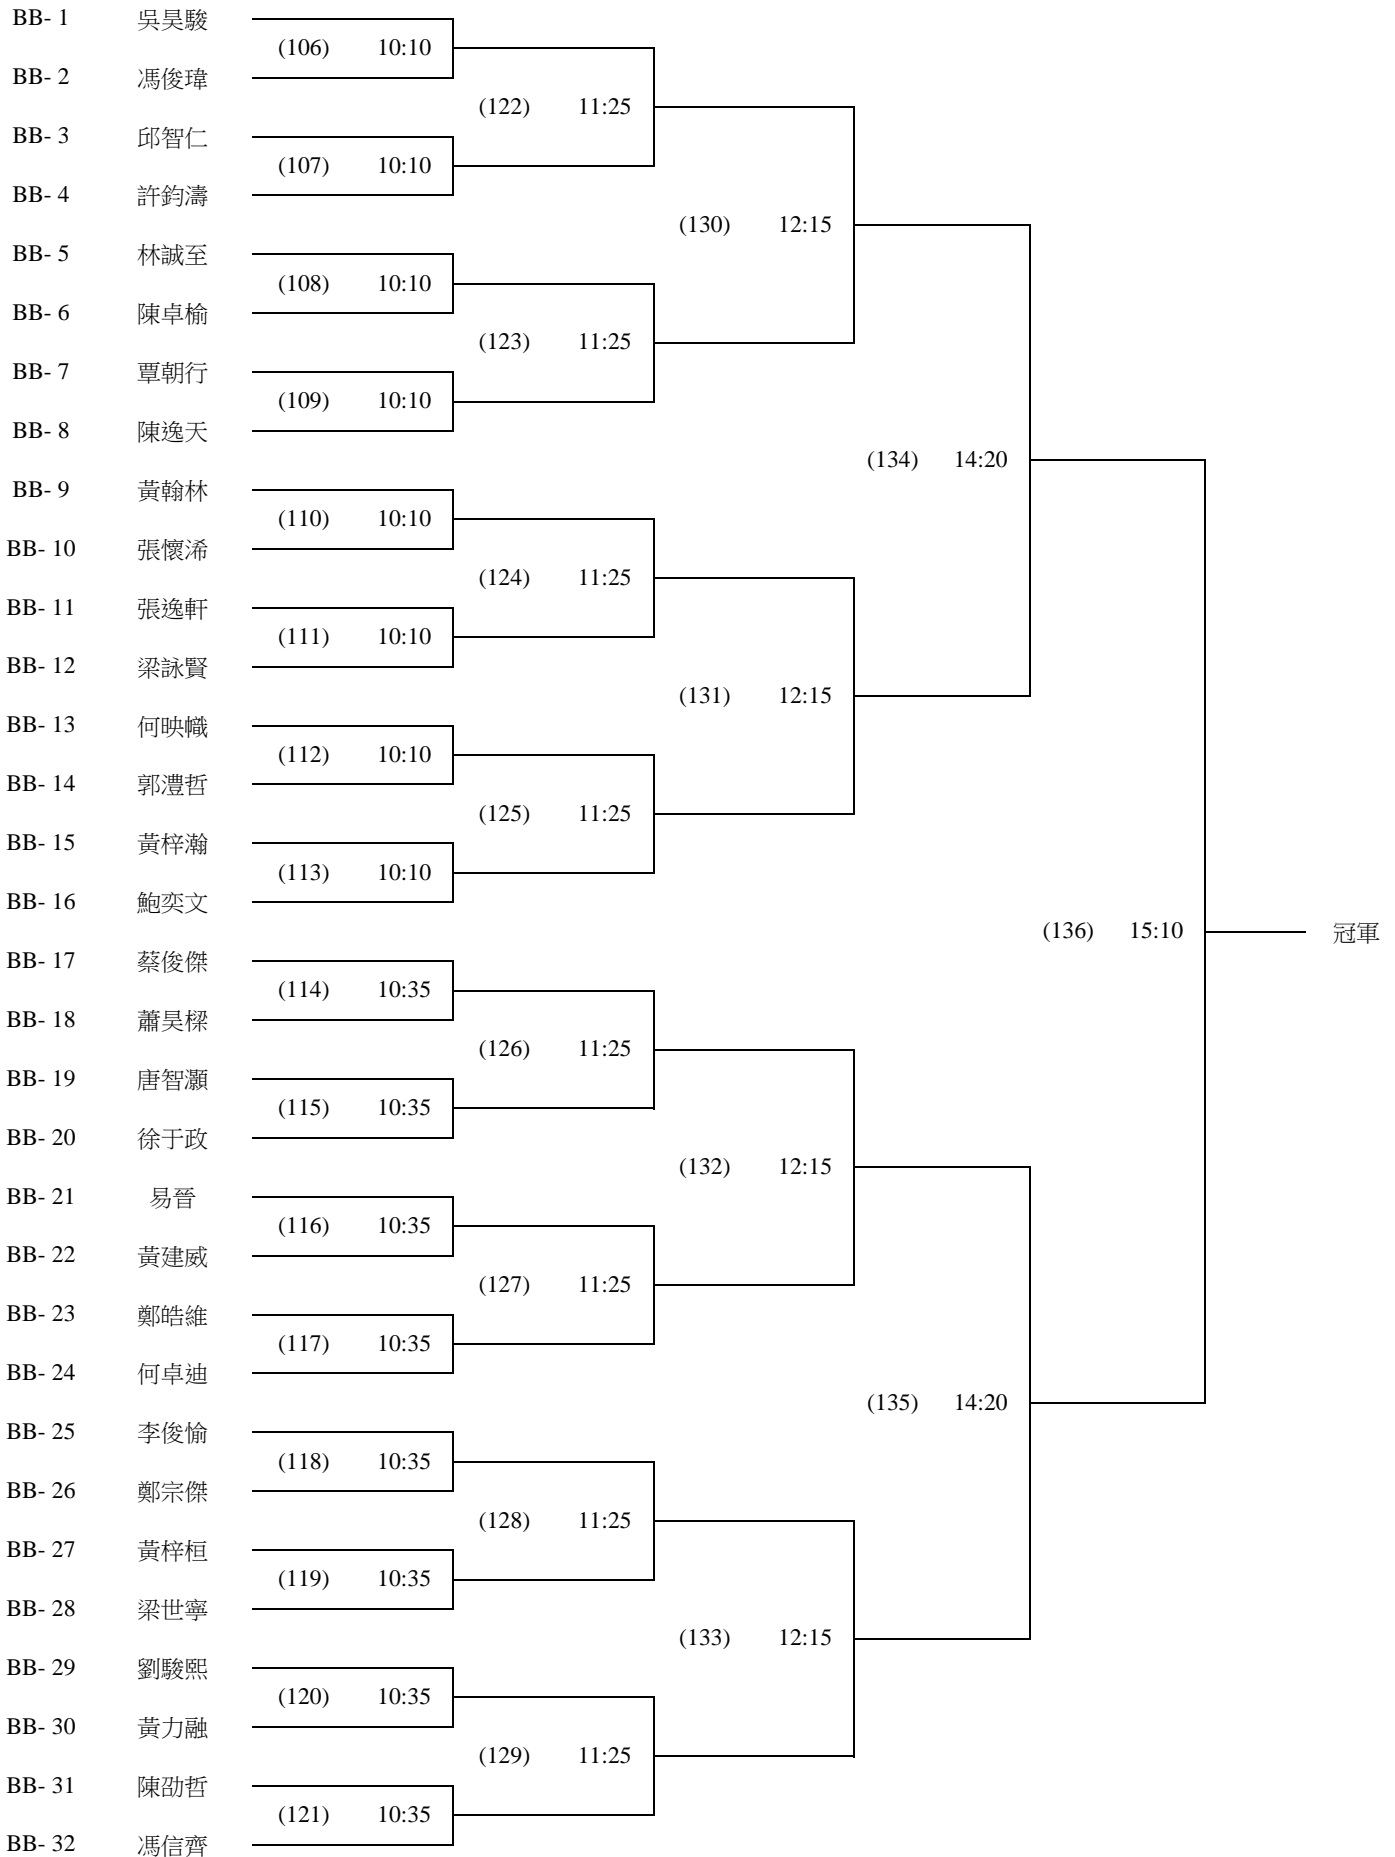 BB- 1 吳昊駿
(106) 10:10
BB- 2 馮俊瑋
(122) 11:25
BB- 3 邱智仁
(107) 10:10
BB- 4 許鈞濤
(130) 12:15
BB- 5 林誠至
(108) 10:10
BB- 6 陳卓榆
(123) 11:25
BB- 7 覃朝行
(109) 10:10
BB- 8 陳逸天
(134) 14:20
BB- 9 黃翰林
(110) 10:10
BB- 10 張懷浠
(124) 11:25
BB- 11 張逸軒
(111) 10:10
BB- 12 梁詠賢
(131) 12:15
BB- 13 何映幟
(112) 10:10
BB- 14 郭澧哲
(125) 11:25
BB- 15 黃梓瀚
(113) 10:10
BB- 16 鮑奕文
(136) 15:10 冠軍
BB- 17 蔡俊傑
(114) 10:35
BB- 18 蕭昊樑
(126) 11:25
BB- 19 唐智灝
(115) 10:35
BB- 20 徐于政
(132) 12:15
BB- 21 易晉
(116) 10:35
BB- 22 黃建威
(127) 11:25
BB- 23 鄭皓維
(117) 10:35
BB- 24 何卓迪
(135) 14:20
BB- 25 李俊愉
(118) 10:35
BB- 26 鄭宗傑
(128) 11:25
BB- 27 黃梓桓
(119) 10:35
BB- 28 梁世寧
(133) 12:15
BB- 29 劉駿熙
(120) 10:35
BB- 30 黃力融
(129) 11:25
BB- 31 陳劭哲
(121) 10:35
BB- 32 馮信齊